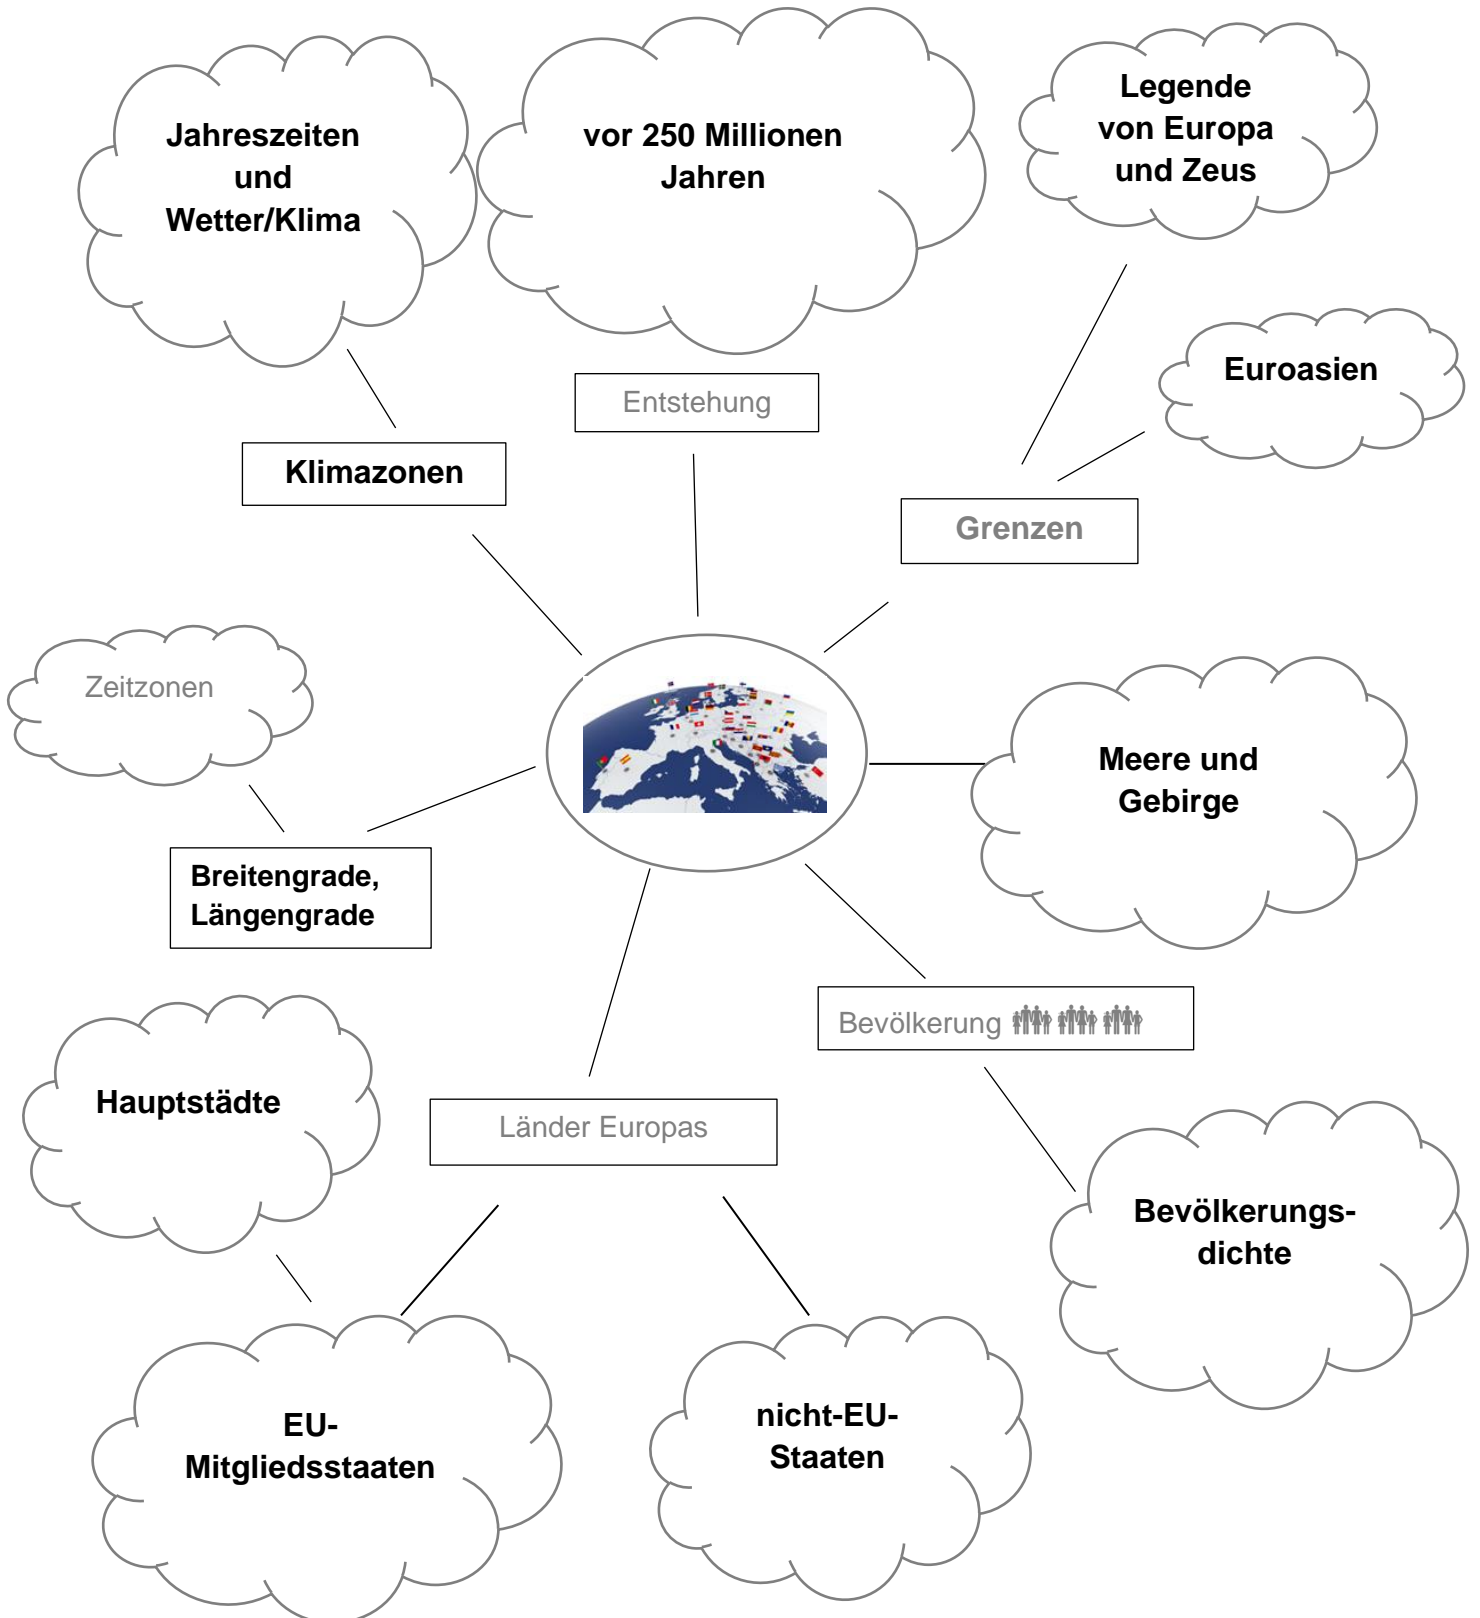 Jahreszeiten
und
Wetter/Klima
vor 250 Millionen
Jahren
Legende
von Europa
und Zeus
Euroasien
Entstehung
Klimazonen
Grenzen
Zeitzonen
Meere und
Gebirge
Breitengrade,
Längengrade
Bevölkerung
Hauptstädte
Länder Europas
Bevölkerungs-
dichte
EU-
Mitgliedsstaaten
nicht-EU-
Staaten